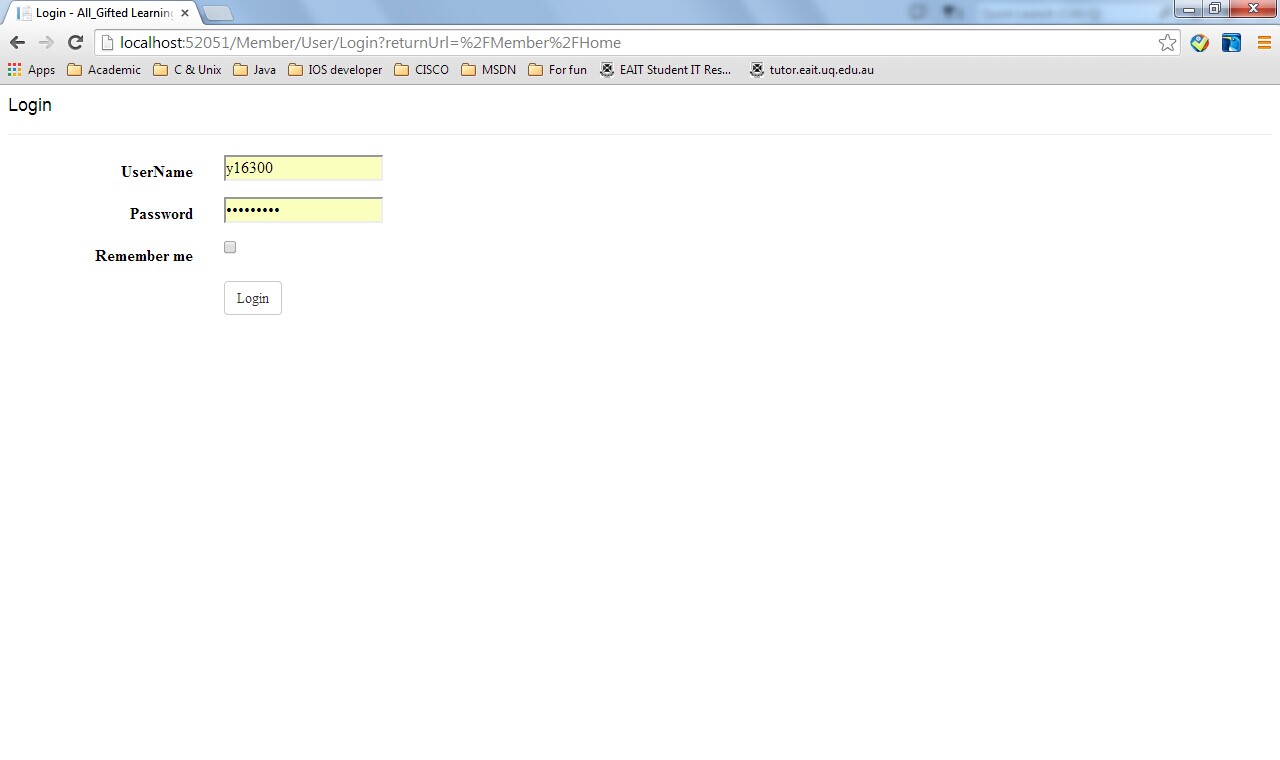 Login - All_Gifted Learning
localhost:52051/Member/User/Login?returnUrl=%2FMember%2FHome
Apps Academic C & Unix Java IOS developer CISCO MSDN For fun EAIT Student IT Res... tutor.eait.uq.edu.au
Login
UserName y16300
Password •••••••••
Remember me
Login